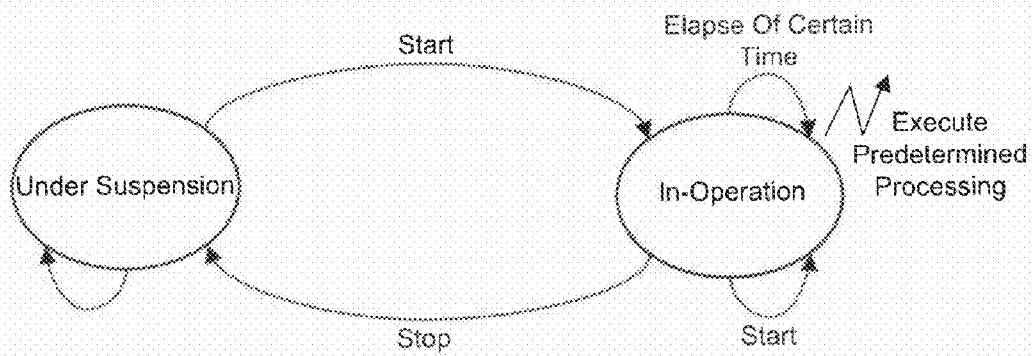 Start
Elapse Of Certain
Time
Execute
Predetermined
Processing
Under Suspension
In-Operation
Stop
Start